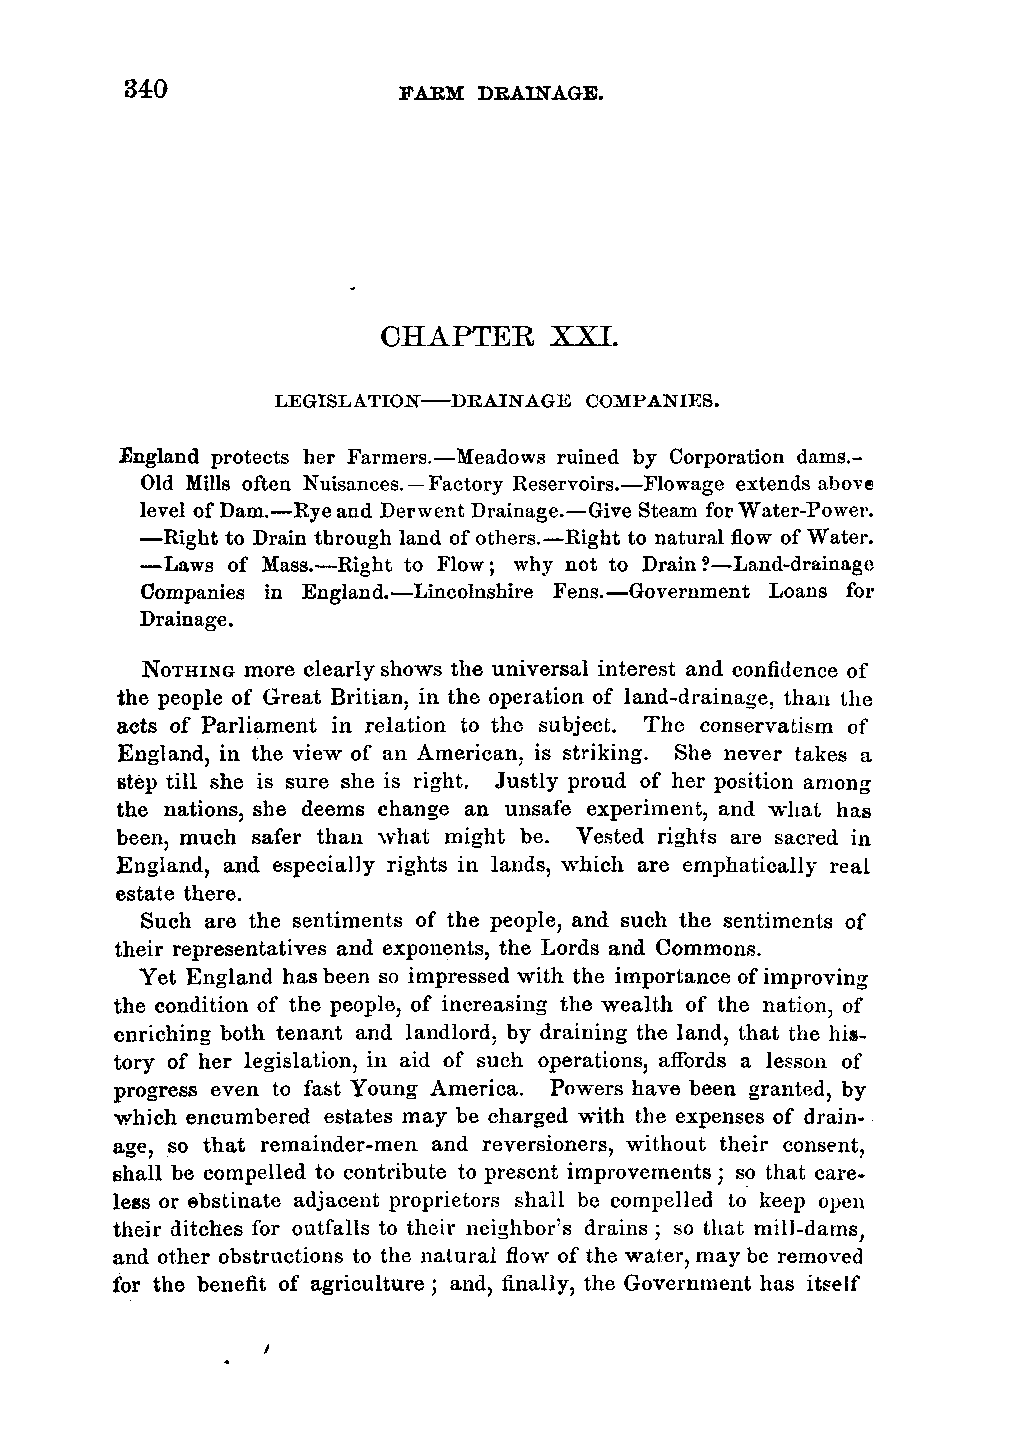 340
FARM DRAINAGE.
CHAPTER XXI.
LEGISLATION—DRAINAGE COMPANIES.
England protects her Farmers.—Meadows ruined by Corporation dams.-
Old Mills often Nuisances.—Factory Reservoirs.—Flowage extends above
level of Dam.—Rye and Derwent Drainage.—Give Steam for Water-Power.
—Right to Drain through land of others.—Right to natural flow of Water.
—Laws of Mass.—Right to Flow; why not to Drain?—Land-drainage
Companies in England.—Lincolnshire Fens.—Government Loans for
Drainage.
NOTHING more clearly shows the universal interest and confidence of
the people of Great Britian, in the operation of land-drainage, than the
acts of Parliament in relation to the subject. The conservatism of
England, in the view of an American, is striking. She never takes a
step till she is sure she is right. Justly proud of her position among
the nations, she deems change an unsafe experiment, and what has
been, much safer than what might be. Vested rights are sacred in
England, and especially rights in lands, which are emphatically real
estate there.
Such are the sentiments of the people, and such the sentiments of
their representatives and exponents, the Lords and Commons.
Yet England has been so impressed with the importance of improving
the condition of the people, of increasing the wealth of the nation, of
enriching both tenant and landlord, by draining the land, that the his-
tory of her legislation, in aid of such operations, affords a lesson of
progress even to fast Young America. Powers have been granted, by
which encumbered estates may be charged with the expenses of drain-
age, so that remainder-men and reversioners, without their consent,
shall be compelled to contribute to present improvements; so that care-
less or obstinate adjacent proprietors shall be compelled to keep open
their ditches for outfalls to their neighbor's drains; so that mill-dams,
and other obstructions to the natural flow of the water, may be removed
for the benefit of agriculture; and, finally, the Government has itself